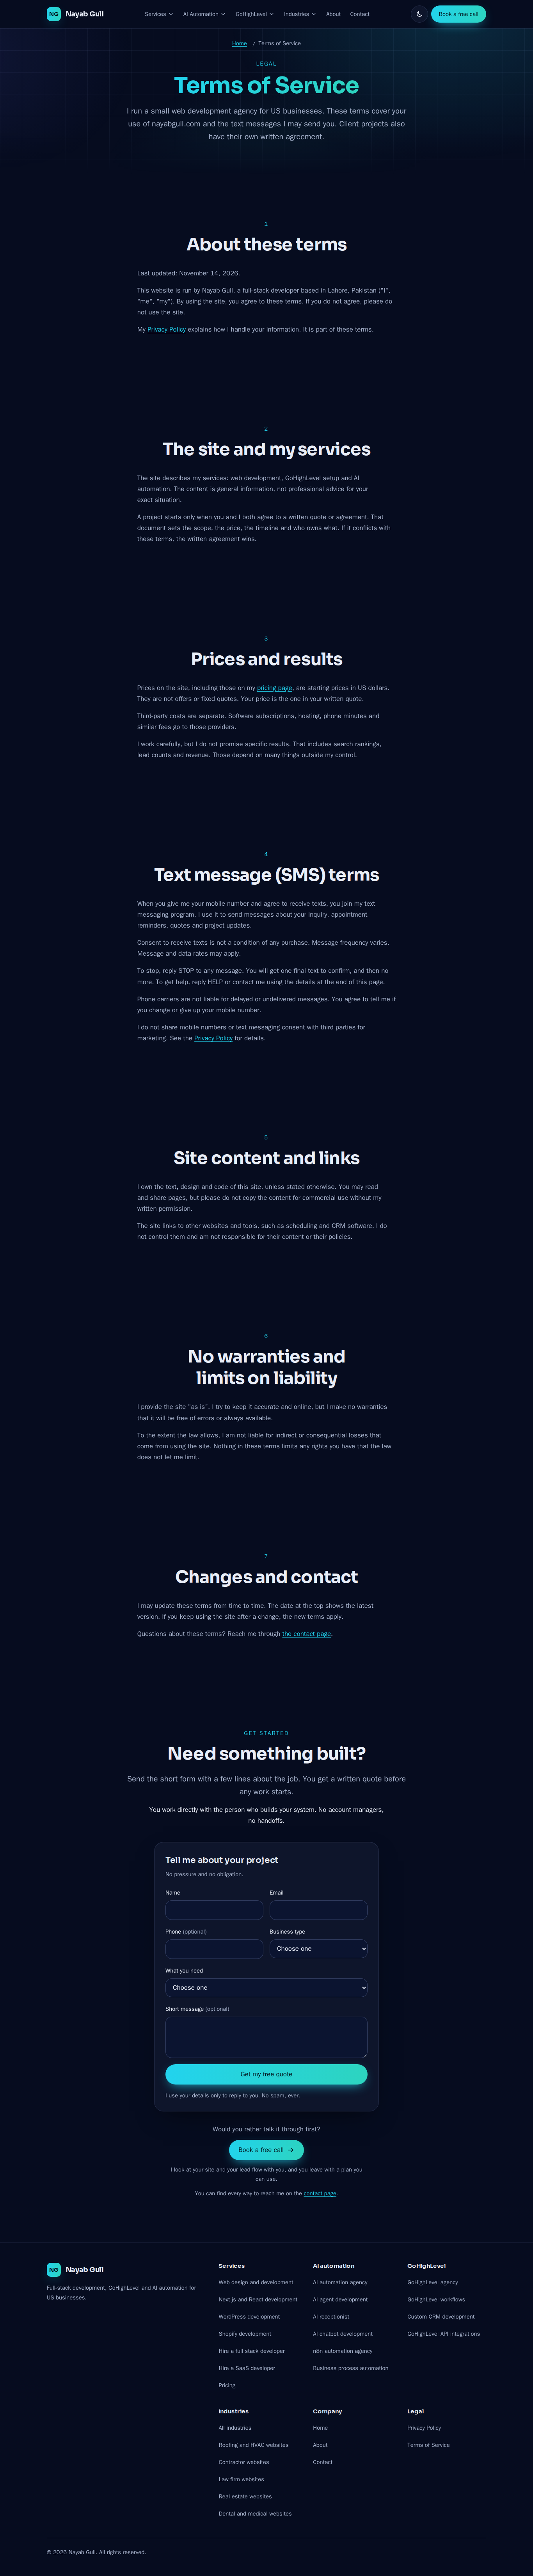 NG Nayab Gull Services AI Automation GoHighLevel Industries About Contact Book a free call
Home / Terms of Service
LEGAL
Terms of Service
I run a small web development agency for US businesses. These terms cover your
use of nayabgull.com and the text messages I may send you. Client projects also
have their own written agreement.
1
About these terms
Last updated: November 14, 2026.
This website is run by Nayab Gull, a full-stack developer based in Lahore, Pakistan ("I",
"me", "my"). By using the site, you agree to these terms. If you do not agree, please do
not use the site.
My Privacy Policy explains how I handle your information. It is part of these terms.
2
The site and my services
The site describes my services: web development, GoHighLevel setup and AI
automation. The content is general information, not professional advice for your
exact situation.
A project starts only when you and I both agree to a written quote or agreement. That
document sets the scope, the price, the timeline and who owns what. If it conflicts with
these terms, the written agreement wins.
3
Prices and results
Prices on the site, including those on my pricing page, are starting prices in US dollars.
They are not offers or fixed quotes. Your price is the one in your written quote.
Third-party costs are separate. Software subscriptions, hosting, phone minutes and
similar fees go to those providers.
I work carefully, but I do not promise specific results. That includes search rankings,
lead counts and revenue. Those depend on many things outside my control.
4
Text message (SMS) terms
When you give me your mobile number and agree to receive texts, you join my text
messaging program. I use it to send messages about your inquiry, appointment
reminders, quotes and project updates.
Consent to receive texts is not a condition of any purchase. Message frequency varies.
Message and data rates may apply.
To stop, reply STOP to any message. You will get one final text to confirm, and then no
more. To get help, reply HELP or contact me using the details at the end of this page.
Phone carriers are not liable for delayed or undelivered messages. You agree to tell me if
you change or give up your mobile number.
I do not share mobile numbers or text messaging consent with third parties for
marketing. See the Privacy Policy for details.
5
Site content and links
I own the text, design and code of this site, unless stated otherwise. You may read
and share pages, but please do not copy the content for commercial use without my
written permission.
The site links to other websites and tools, such as scheduling and CRM software. I do
not control them and am not responsible for their content or their policies.
6
No warranties and
limits on liability
I provide the site "as is". I try to keep it accurate and online, but I make no warranties
that it will be free of errors or always available.
To the extent the law allows, I am not liable for indirect or consequential losses that
come from using the site. Nothing in these terms limits any rights you have that the law
does not let me limit.
7
Changes and contact
I may update these terms from time to time. The date at the top shows the latest
version. If you keep using the site after a change, the new terms apply.
Questions about these terms? Reach me through the contact page.
GET STARTED
Need something built?
Send the short form with a few lines about the job. You get a written quote before
any work starts.
You work directly with the person who builds your system. No account managers,
no handoffs.
Tell me about your project
No pressure and no obligation.
Name Email
Phone (optional) Business type
Choose one
What you need
Choose one
Short message (optional)
Get my free quote
I use your details only to reply to you. No spam, ever.
Would you rather talk it through first?
Book a free call →
I look at your site and your lead flow with you, and you leave with a plan you
can use.
You can find every way to reach me on the contact page.
NG Nayab Gull
Full-stack development, GoHighLevel and AI automation for
US businesses.
Services
Web design and development
Next.js and React development
WordPress development
Shopify development
Hire a full stack developer
Hire a SaaS developer
Pricing
AI automation
AI automation agency
AI agent development
AI receptionist
AI chatbot development
n8n automation agency
Business process automation
GoHighLevel
GoHighLevel agency
GoHighLevel workflows
Custom CRM development
GoHighLevel API integrations
Industries
All industries
Roofing and HVAC websites
Contractor websites
Law firm websites
Real estate websites
Dental and medical websites
Company
Home
About
Contact
Legal
Privacy Policy
Terms of Service
© 2026 Nayab Gull. All rights reserved.